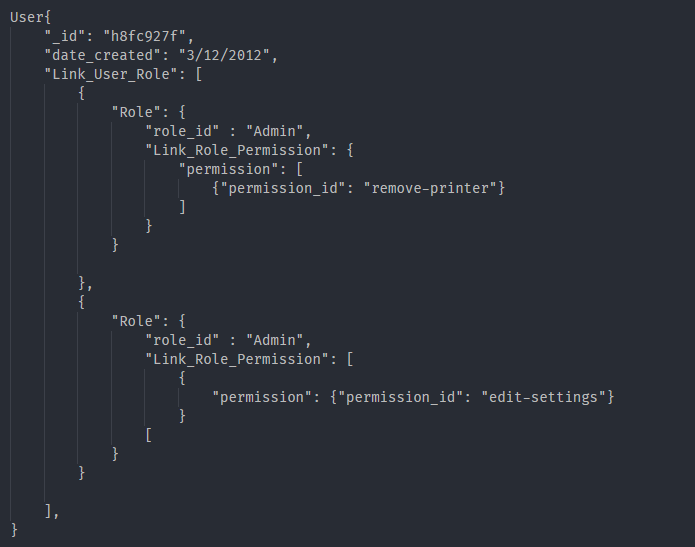 User{
    "_id": "h8fc927f",
    "date_created": "3/12/2012",
    "Link_User_Role": [
        {
            "Role": {
                "role_id" : "Admin",
                "Link_Role_Permission": {
                    "permission": [
                        {"permission_id": "remove-printer"}
                    ]
                }
            }
        },
        {
            "Role": {
                "role_id" : "Admin",
                "Link_Role_Permission": [
                    {
                        "permission": {"permission_id": "edit-settings"}
                    }
                [
            }
        }
    ],
}